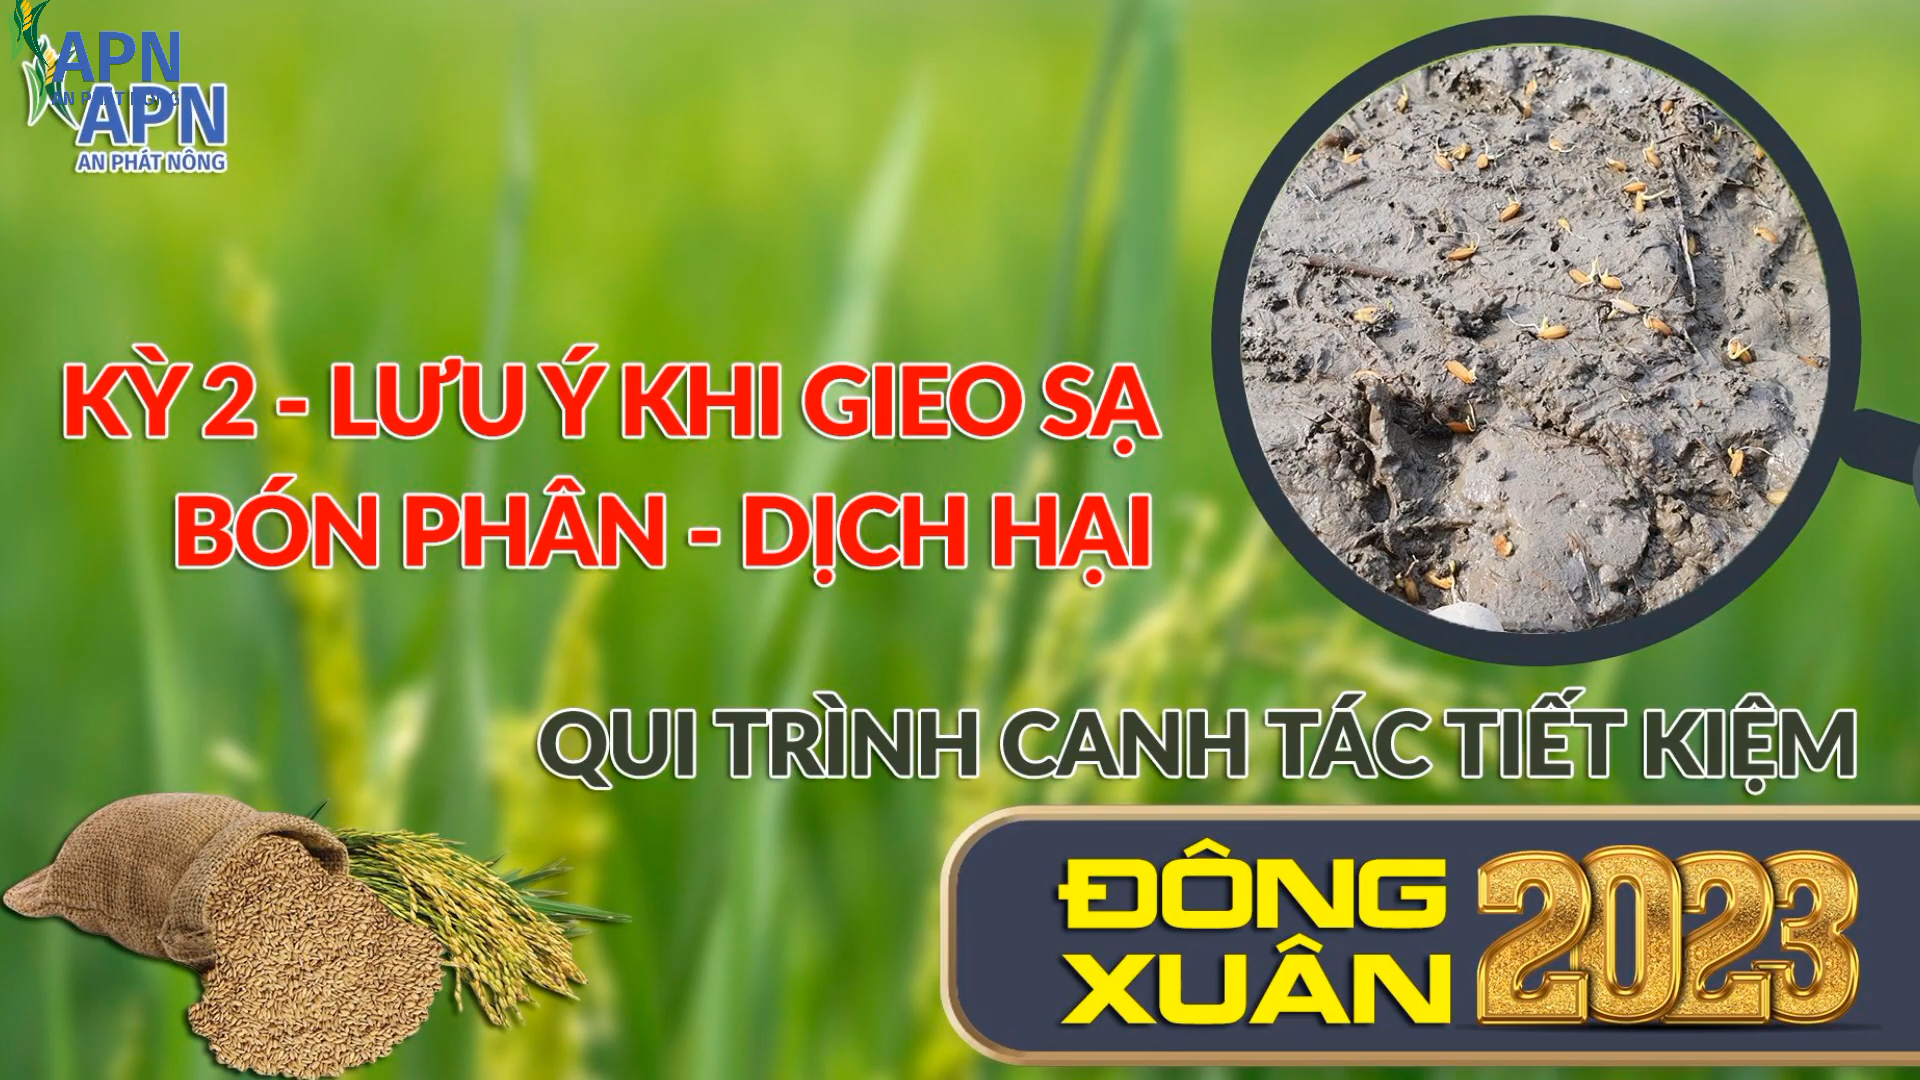 APN
APN
AN PHÁT NÔNG
KỲ 2 - LƯU Ý KHI GIEO SẠ
BÓN PHÂN - DỊCH HẠI
QUI TRÌNH CANH TÁC TIẾT KIỆM
ĐÔNG
XUÂN 2023